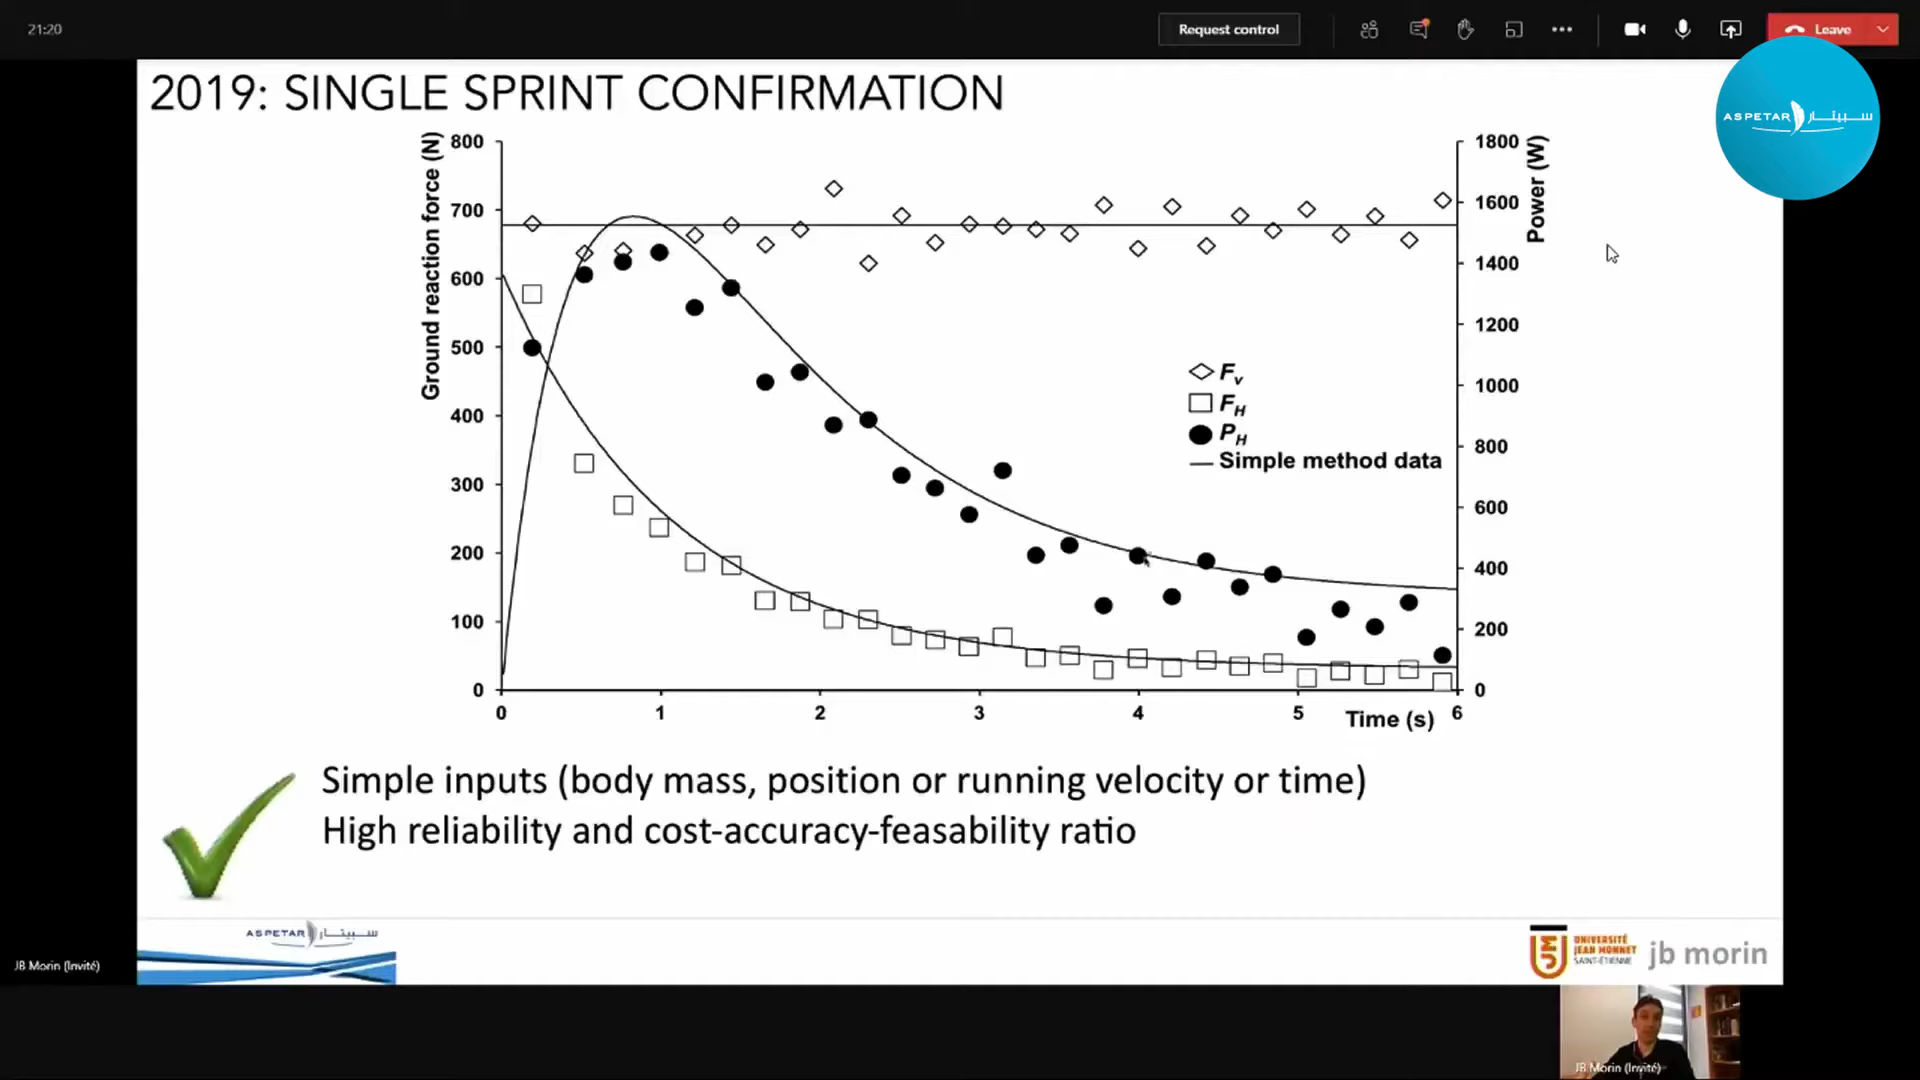 21:20
Request control
Leave
2019: SINGLE SPRINT CONFIRMATION
ASPETAR سبيتار
Ground reaction force (N)
800
700
600
500
400
300
200
100
0
1800
1600
1400
1200
1000
800
600
400
200
0
Power (W)
Fv
FH
PH
Simple method data
0
1
2
3
4
5
6
Time (s)
Simple inputs (body mass, position or running velocity or time)
High reliability and cost-accuracy-feasability ratio
ASPETAR سبيتار
UNIVERSITÉ
JEAN MONNET
SAINT-ÉTIENNE
jb morin
JB Morin (Invité)
JB Morin (Invité)